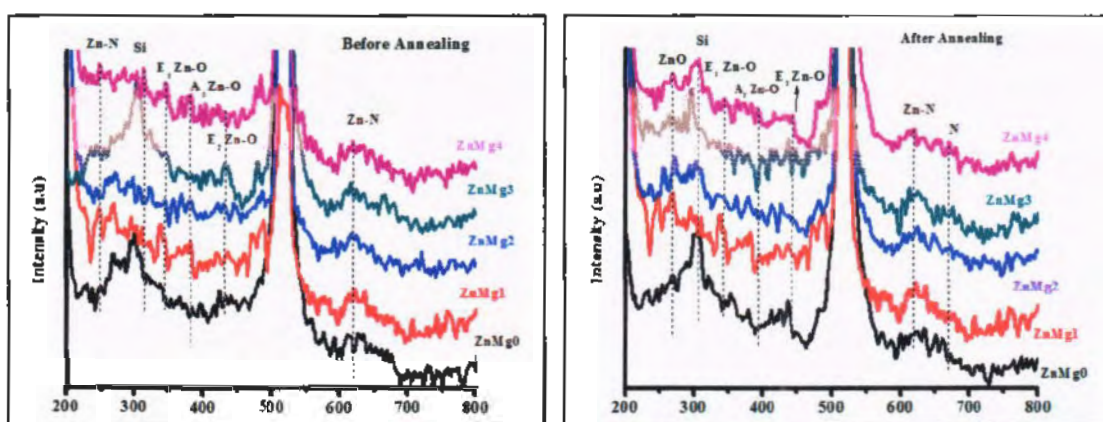 Before Annealing
Zn-N
Si
E1 Zn-O
A1 Zn-O
E2 Zn-O
Zn-N
ZnMg4
ZnMg3
ZnMg2
ZnMg1
ZnMg0
Intensity (a.u)
200 300 400 500 600 700 800
After Annealing
Si
ZnO
E1 Zn-O
A1 Zn-O
E2 Zn-O
Zn-N
N
ZnMg4
ZnMg3
ZnMg2
ZnMg1
ZnMg0
Intensity (a.u)
200 300 400 500 600 700 800